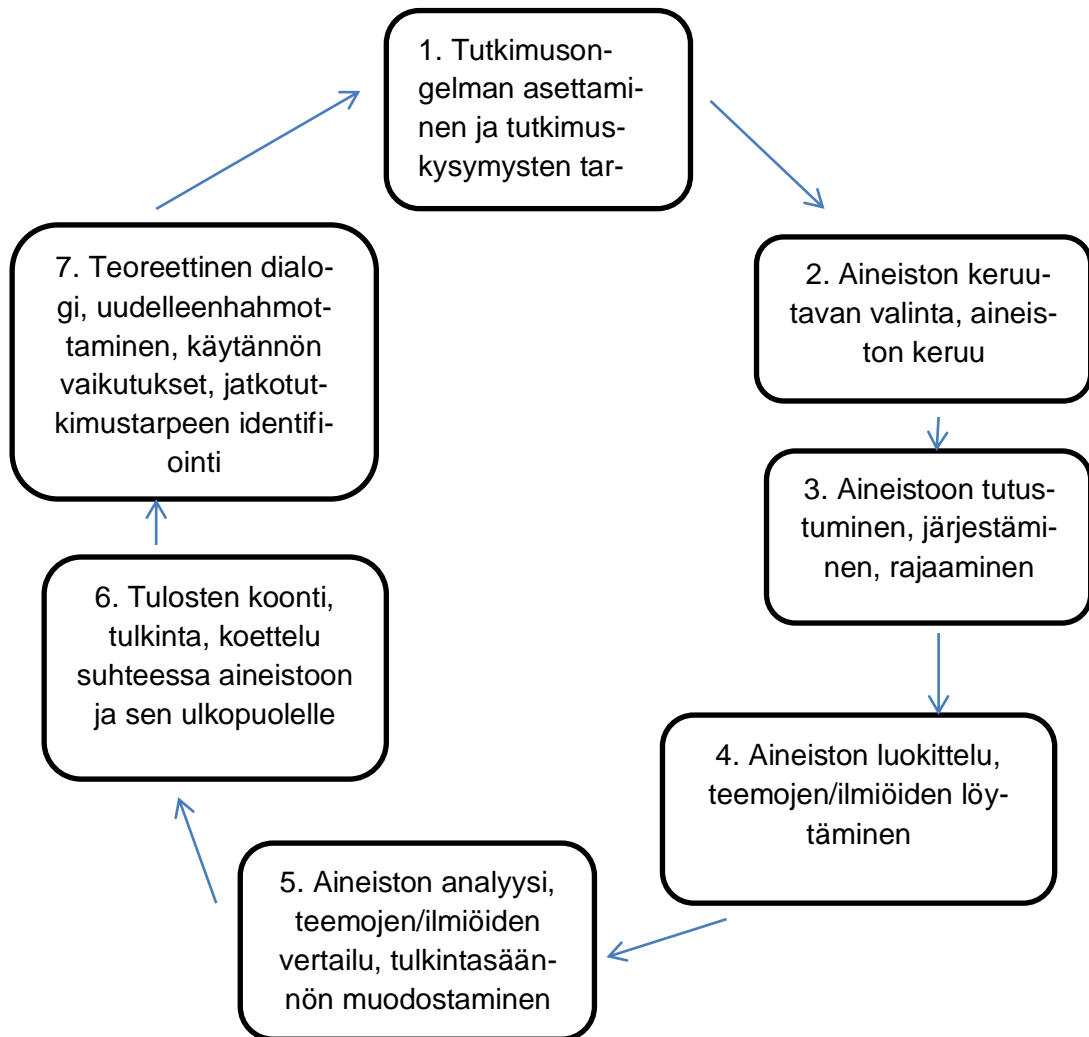 1. Tutkimuson-
gelman asettami-
nen ja tutkimus-
kysymysten tar-
2. Aineiston keruu-
tavan valinta, aineis-
ton keruu
3. Aineistoon tutus-
tuminen, järjestämi-
nen, rajaaminen
4. Aineiston luokittelu,
teemojen/ilmiöiden löy-
täminen
5. Aineiston analyysi,
teemojen/ilmiöiden
vertailu, tulkintasään-
nön muodostaminen
6. Tulosten koonti,
tulkinta, koettelu
suhteessa aineistoon
ja sen ulkopuolelle
7. Teoreettinen dialo-
gi, uudelleenhahmot-
taminen, käytännön
vaikutukset, jatkotut-
kimustarpeen identifi-
ointi